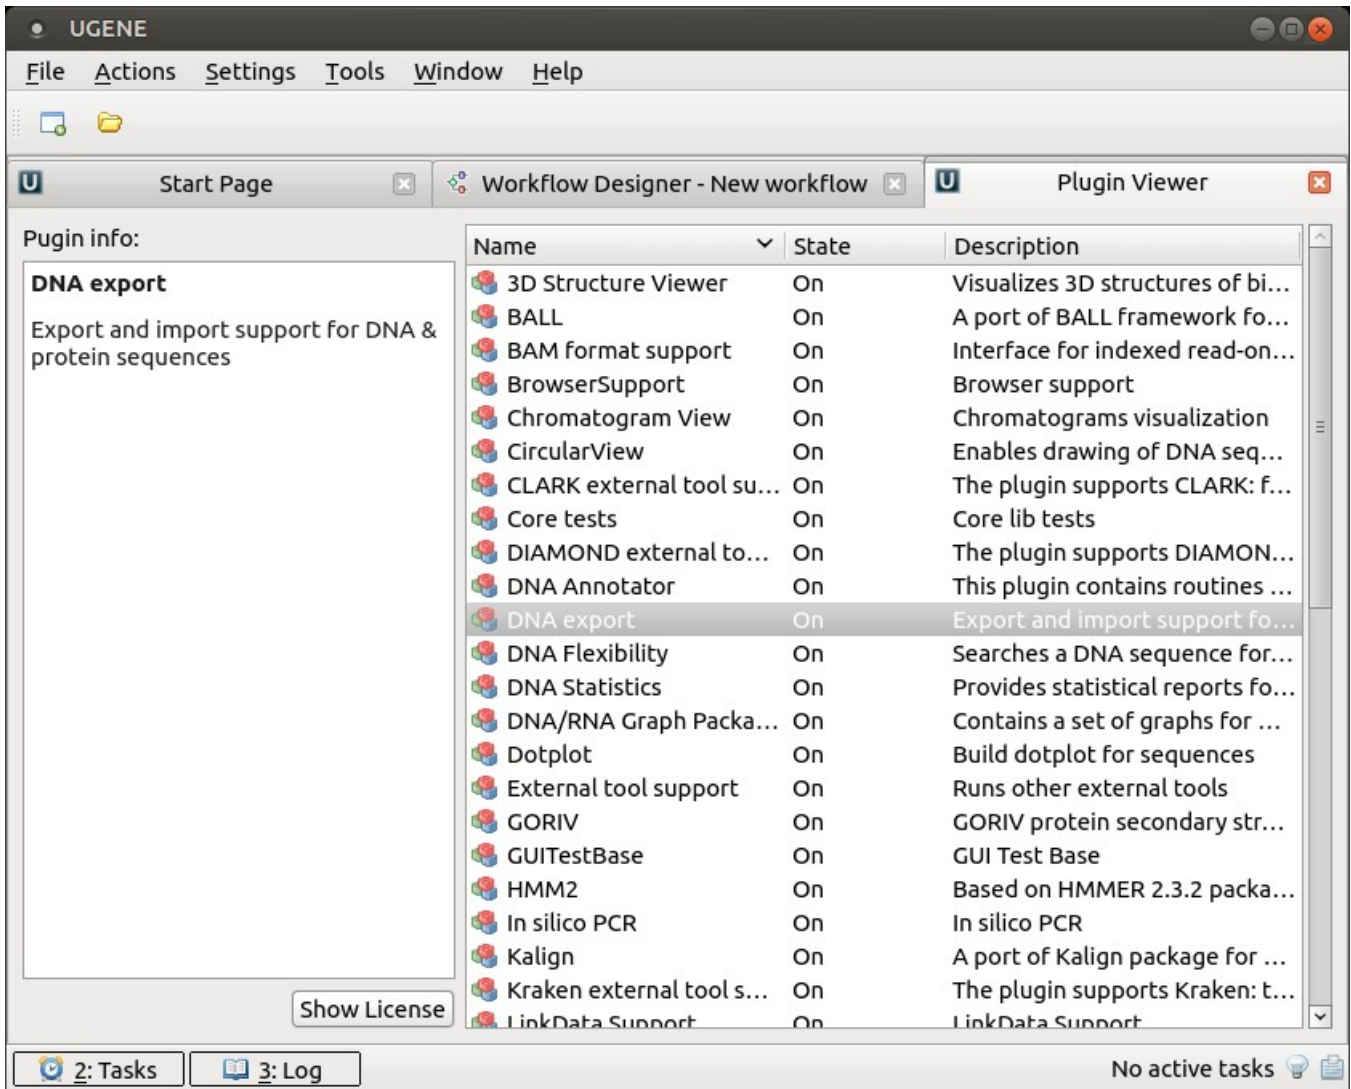 UGENE
File Actions Settings Tools Window Help
Start Page
Workflow Designer - New workflow
Plugin Viewer
Pugin info:
DNA export
Export and import support for DNA &
protein sequences
Show License
Name State Description
3D Structure Viewer On Visualizes 3D structures of bi...
BALL On A port of BALL framework fo...
BAM format support On Interface for indexed read-on...
BrowserSupport On Browser support
Chromatogram View On Chromatograms visualization
CircularView On Enables drawing of DNA seq...
CLARK external tool su... On The plugin supports CLARK: f...
Core tests On Core lib tests
DIAMOND external to... On The plugin supports DIAMON...
DNA Annotator On This plugin contains routines ...
DNA export On Export and import support fo...
DNA Flexibility On Searches a DNA sequence for...
DNA Statistics On Provides statistical reports fo...
DNA/RNA Graph Packa... On Contains a set of graphs for ...
Dotplot On Build dotplot for sequences
External tool support On Runs other external tools
GORIV On GORIV protein secondary str...
GUITestBase On GUI Test Base
HMM2 On Based on HMMER 2.3.2 packa...
In silico PCR On In silico PCR
Kalign On A port of Kalign package for ...
Kraken external tool s... On The plugin supports Kraken: t...
LinkData Support On LinkData Support
2: Tasks 3: Log No active tasks